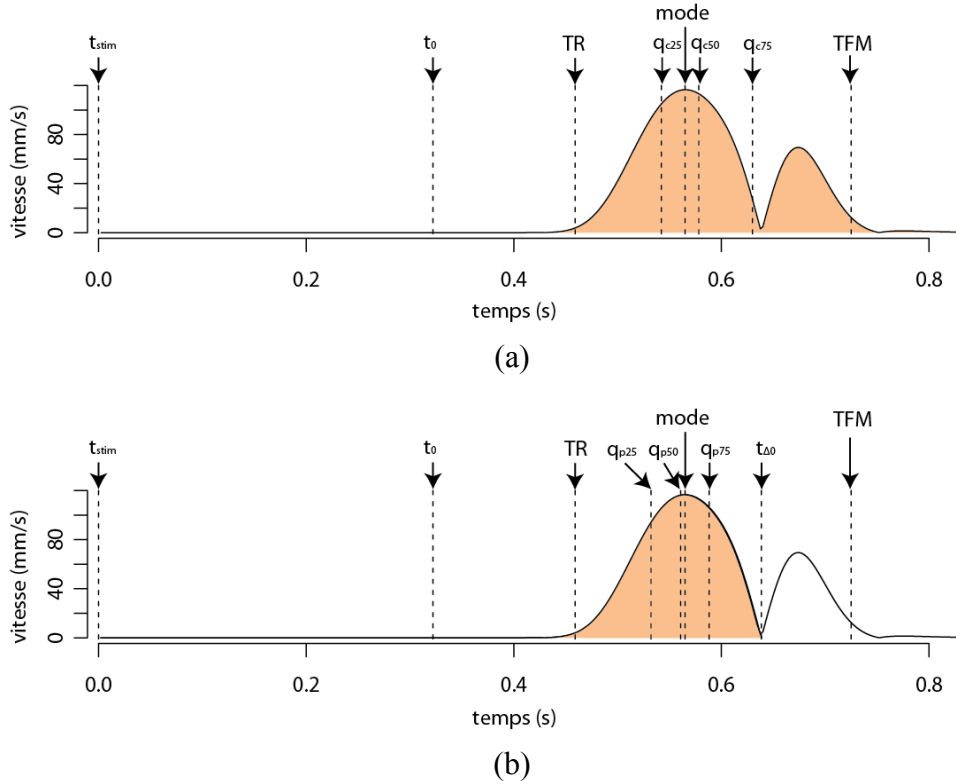 mode
tstim t0 TR qc25 qc50 qc75 TFM
vitesse (mm/s)
80
40
0
0.0 0.2 0.4 0.6 0.8
temps (s)
(a)
mode TFM
tstim t0 TR qp25 qp50 qp75 tΔ0
vitesse (mm/s)
80
40
0
0.0 0.2 0.4 0.6 0.8
temps (s)
(b)